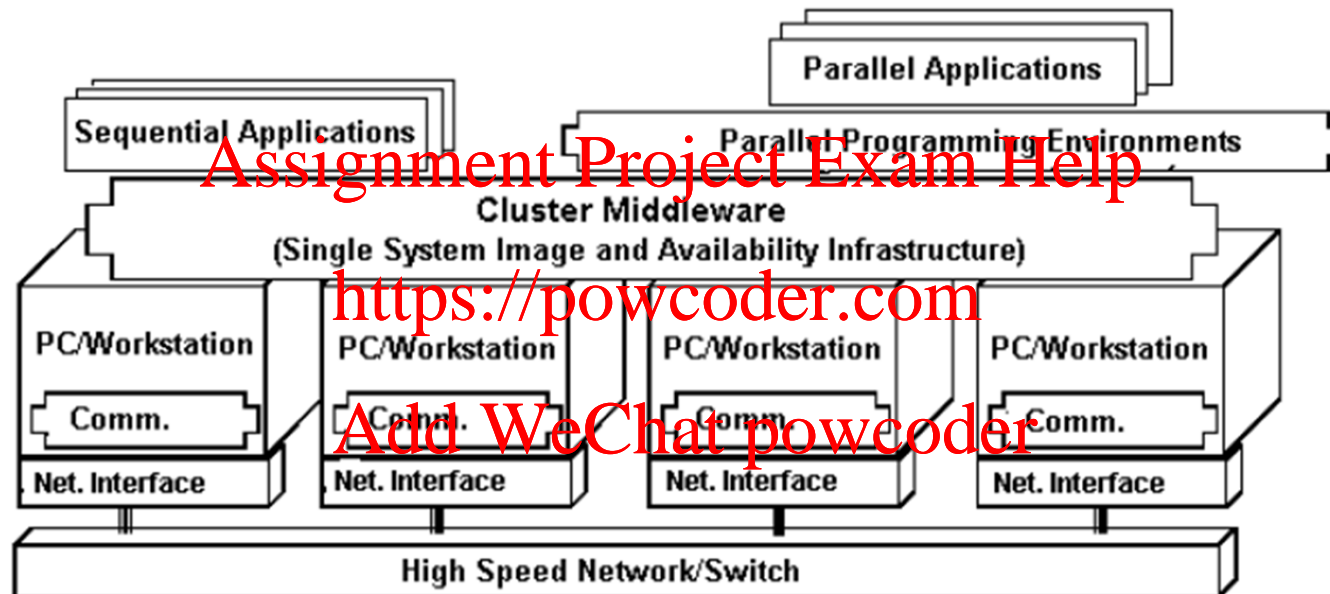 Parallel Applications
Sequential Applications
Parallel Programming Environments
Assignment Project Exam Help
Cluster Middleware
(Single System Image and Availability Infrastructure)
https://powcoder.com
PC/Workstation
PC/Workstation
PC/Workstation
PC/Workstation
Comm.
Comm.
Comm.
Comm.
Add WeChat powcoder
Net. Interface
Net. Interface
Net. Interface
Net. Interface
High Speed Network/Switch